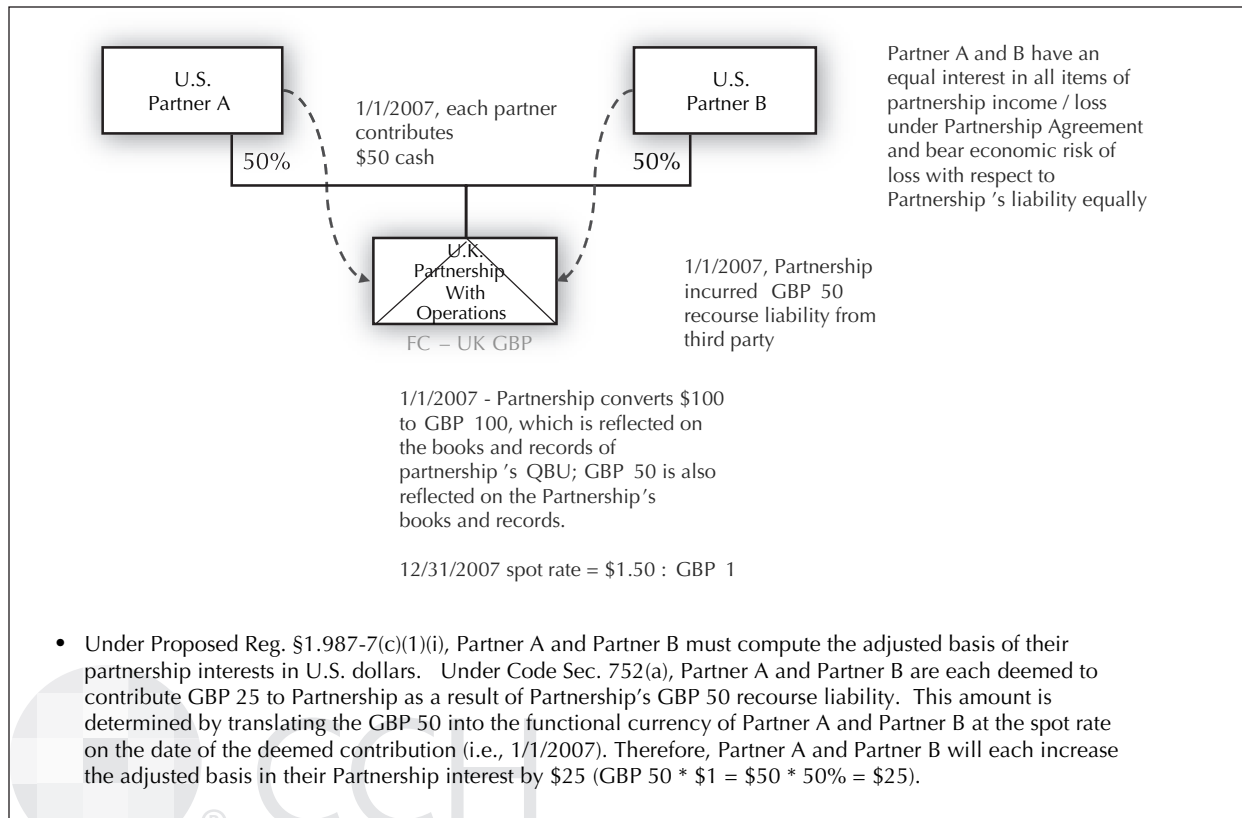 U.S.
Partner A
1/1/2007, each partner
contributes
$50 cash
U.S.
Partner B
Partner A and B have an
equal interest in all items of
partnership income / loss
under Partnership Agreement
and bear economic risk of
loss with respect to
Partnership 's liability equally
50%
50%
U.K.
Partnership
With
Operations
FC – UK GBP
1/1/2007, Partnership
incurred GBP 50
recourse liability from
third party
1/1/2007 - Partnership converts $100
to GBP 100, which is reflected on
the books and records of
partnership 's QBU; GBP 50 is also
reflected on the Partnership's
books and records.
12/31/2007 spot rate = $1.50 : GBP 1
• Under Proposed Reg. §1.987-7(c)(1)(i), Partner A and Partner B must compute the adjusted basis of their
partnership interests in U.S. dollars. Under Code Sec. 752(a), Partner A and Partner B are each deemed to
contribute GBP 25 to Partnership as a result of Partnership's GBP 50 recourse liability. This amount is
determined by translating the GBP 50 into the functional currency of Partner A and Partner B at the spot rate
on the date of the deemed contribution (i.e., 1/1/2007). Therefore, Partner A and Partner B will each increase
the adjusted basis in their Partnership interest by $25 (GBP 50 * $1 = $50 * 50% = $25).
® CCH